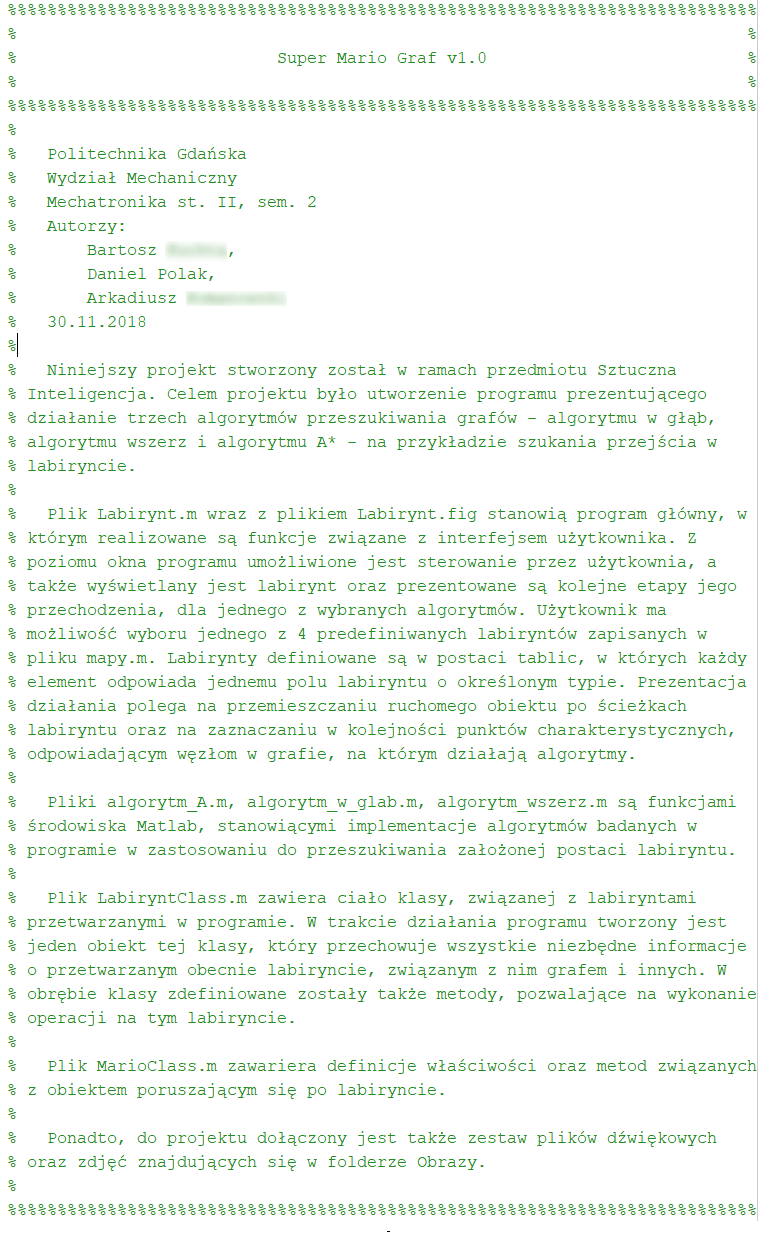 %%%%%%%%%%%%%%%%%%%%%%%%%%%%%%%%%%%%%%%%%%%%%%%%%%%%%%%%%%%%%%%%%%%%%%%%%%%%%
% %
% Super Mario Graf v1.0 %
% %
%%%%%%%%%%%%%%%%%%%%%%%%%%%%%%%%%%%%%%%%%%%%%%%%%%%%%%%%%%%%%%%%%%%%%%%%%%%%%
%
% Politechnika Gdańska
% Wydział Mechaniczny
% Mechatronika st. II, sem. 2
% Autorzy:
% Bartosz ,
% Daniel Polak,
% Arkadiusz
% 30.11.2018
%
% Niniejszy projekt stworzony został w ramach przedmiotu Sztuczna
% Inteligencja. Celem projektu było utworzenie programu prezentującego
% działanie trzech algorytmów przeszukiwania grafów - algorytmu w głąb,
% algorytmu wszerz i algorytmu A* - na przykładzie szukania przejścia w
% labiryncie.
%
% Plik Labirynt.m wraz z plikiem Labirynt.fig stanowią program główny, w
% którym realizowane są funkcje związane z interfejsem użytkownika. Z
% poziomu okna programu umożliwione jest sterowanie przez użytkownia, a
% także wyświetlany jest labirynt oraz prezentowane są kolejne etapy jego
% przechodzenia, dla jednego z wybranych algorytmów. Użytkownik ma
% możliwość wyboru jednego z 4 predefiniwanych labiryntów zapisanych w
% pliku mapy.m. Labirynty definiowane są w postaci tablic, w których każdy
% element odpowiada jednemu polu labiryntu o określonym typie. Prezentacja
% działania polega na przemieszczaniu ruchomego obiektu po ścieżkach
% labiryntu oraz na zaznaczaniu w kolejności punktów charakterystycznych,
% odpowiadającym węzłom w grafie, na którym działają algorytmy.
%
% Pliki algorytm_A.m, algorytm_w_glab.m, algorytm_wszerz.m są funkcjami
% środowiska Matlab, stanowiącymi implementacje algorytmów badanych w
% programie w zastosowaniu do przeszukiwania założonej postaci labiryntu.
%
% Plik LabiryntClass.m zawiera ciało klasy, związanej z labiryntami
% przetwarzanymi w programie. W trakcie działania programu tworzony jest
% jeden obiekt tej klasy, który przechowuje wszystkie niezbędne informacje
% o przetwarzanym obecnie labiryncie, związanym z nim grafem i innych. W
% obrębie klasy zdefiniowane zostały także metody, pozwalające na wykonanie
% operacji na tym labiryncie.
%
% Plik MarioClass.m zawariera definicje właściwości oraz metod związanych
% z obiektem poruszającym się po labiryncie.
%
% Ponadto, do projektu dołączony jest także zestaw plików dźwiękowych
% oraz zdjęć znajdujących się w folderze Obrazy.
%
%%%%%%%%%%%%%%%%%%%%%%%%%%%%%%%%%%%%%%%%%%%%%%%%%%%%%%%%%%%%%%%%%%%%%%%%%%%%%